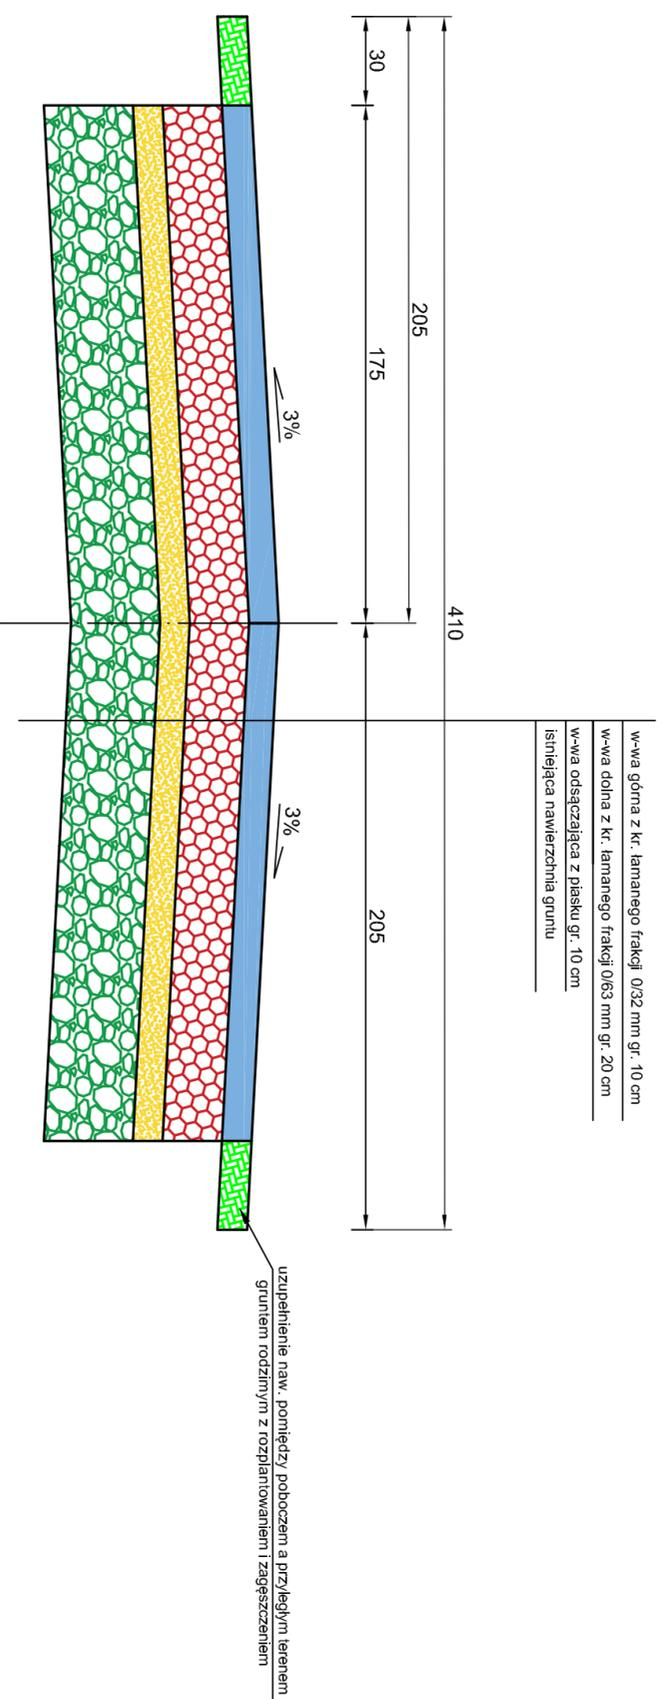 w-wa górna z kr. łamanego frakcji 0/32 mm gr. 10 cm
w-wa dolna z kr. łamanego frakcji 0/63 mm gr. 20 cm
w-wa odsączająca z piasku gr. 10 cm
istniejąca nawierzchnia gruntu
410
205
30
175
205
3%
3%
uzupełnienie naw. pomiędzy poboczem a przyległym terenem
gruntem rodzimym z rozplantowaniem i zagęszczeniem